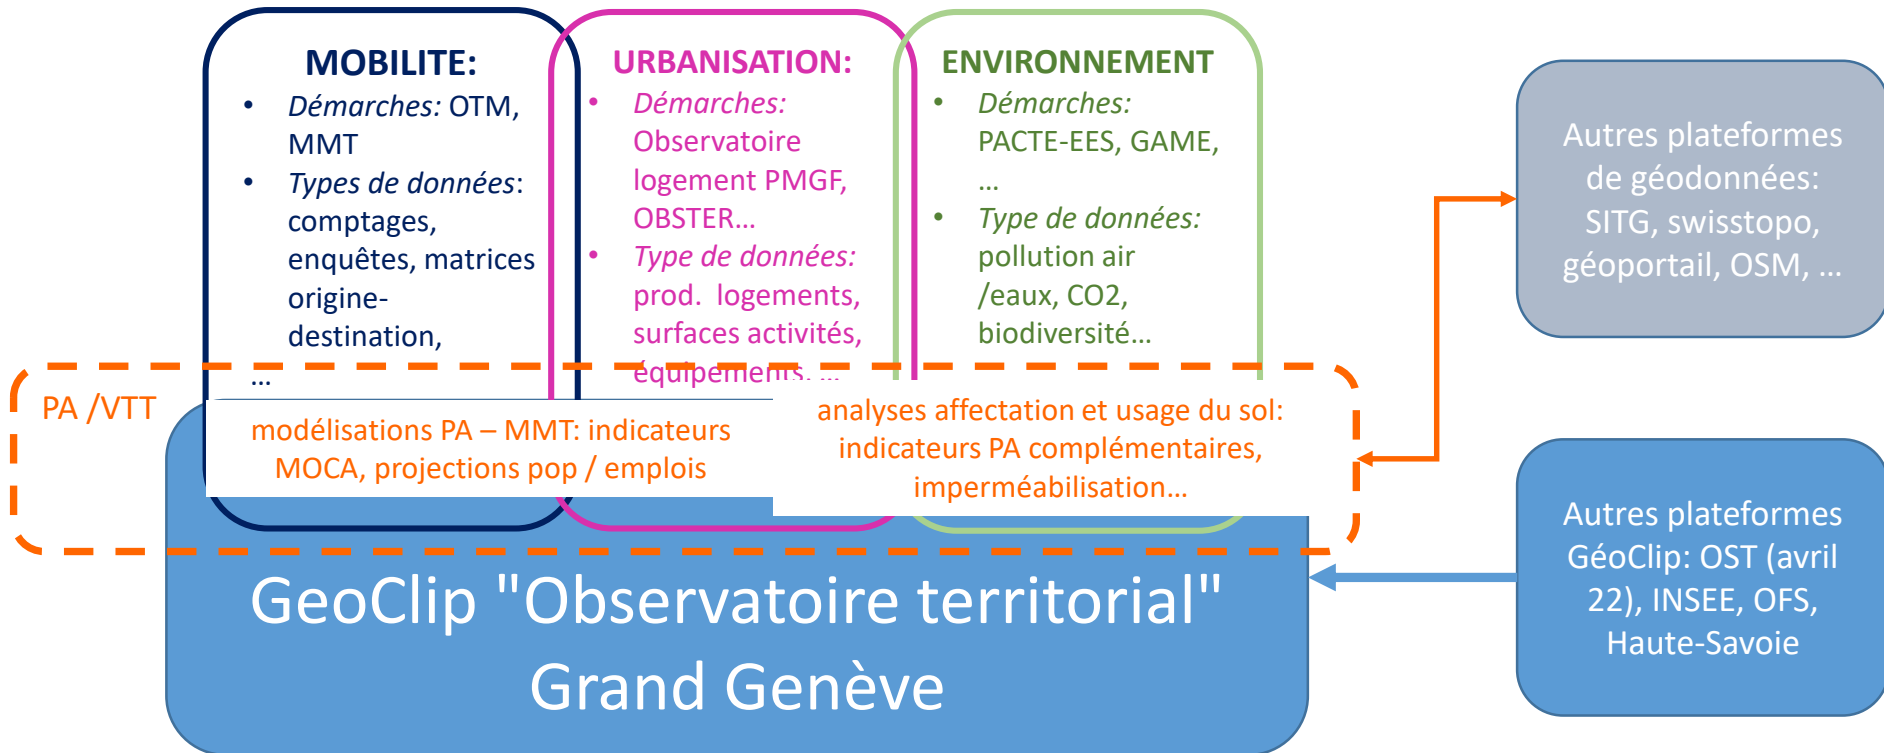 MOBILITE:
• Démarches: OTM,
MMT
• Types de données:
comptages,
enquêtes, matrices
origine-
destination,
...
URBANISATION:
• Démarches:
Observatoire
logement PMGF,
OBSTER...
• Type de données:
prod. logements,
surfaces activités,
équipements, ...
ENVIRONNEMENT
• Démarches:
PACTE-EES, GAME,
...
• Type de données:
pollution air
/eaux, CO2,
biodiversité...
PA /VTT
modélisations PA – MMT: indicateurs
MOCA, projections pop / emplois
analyses affectation et usage du sol:
indicateurs PA complémentaires,
imperméabilisation...
GeoClip "Observatoire territorial"
Grand Genève
Autres plateformes
de géodonnées:
SITG, swisstopo,
géoportail, OSM, ...
Autres plateformes
GéoClip: OST (avril
22), INSEE, OFS,
Haute-Savoie